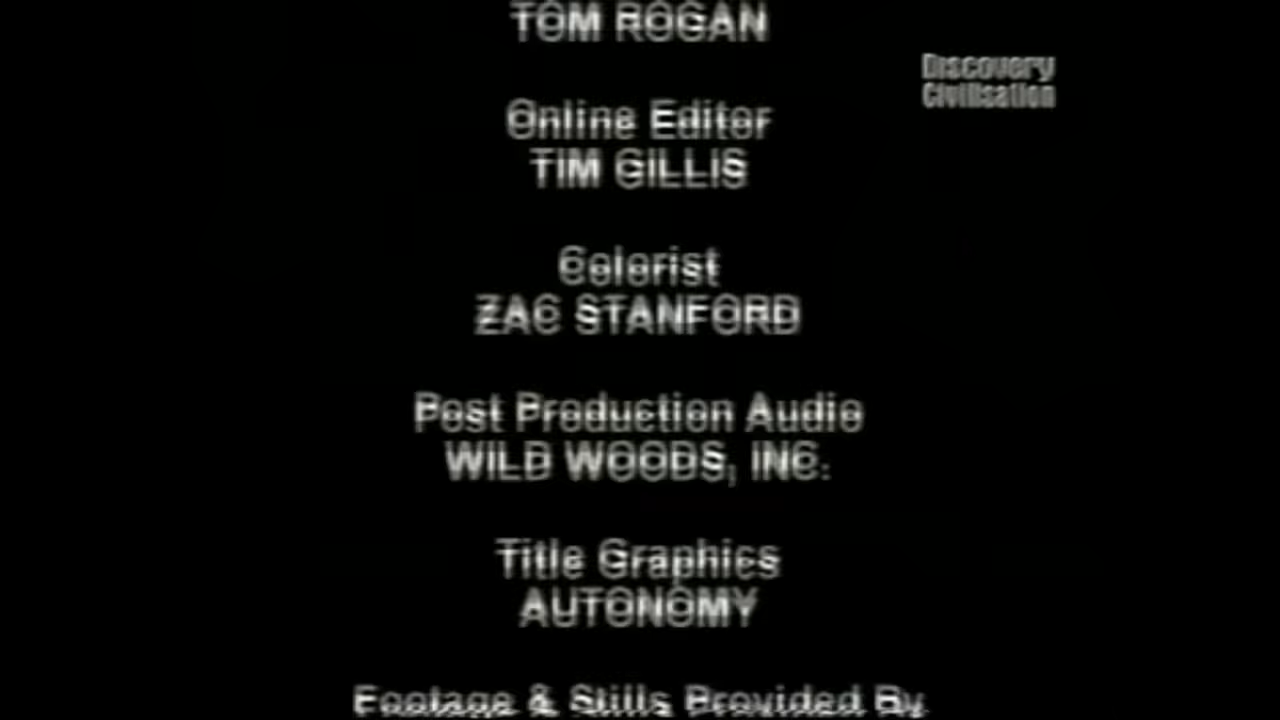 TOM ROGAN
Discovery
Civilisation
Online Editor
TIM GILLIS
Colorist
ZAC STANFORD
Post Production Audio
WILD WOODS, INC.
Title Graphics
AUTONOMY
Footage & Stills Provided By